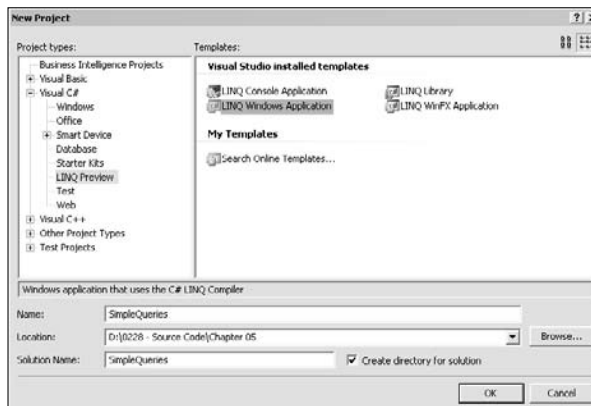 New Project
Project types:
Templates:
Business Intelligence Projects
Visual Basic
Visual C#
Windows
Office
Smart Device
Database
Starter Kits
LINQ Preview
Test
Web
Visual C++
Other Project Types
Test Projects
Visual Studio installed templates
LINQ Console Application
LINQ Library
LINQ Windows Application
LINQ WinFX Application
My Templates
Search Online Templates...
Windows application that uses the C# LINQ Compiler
Name:
SimpleQueries
Location:
D:\0228 - Source Code\Chapter 05
Browse...
Solution Name:
SimpleQueries
Create directory for solution
OK
Cancel